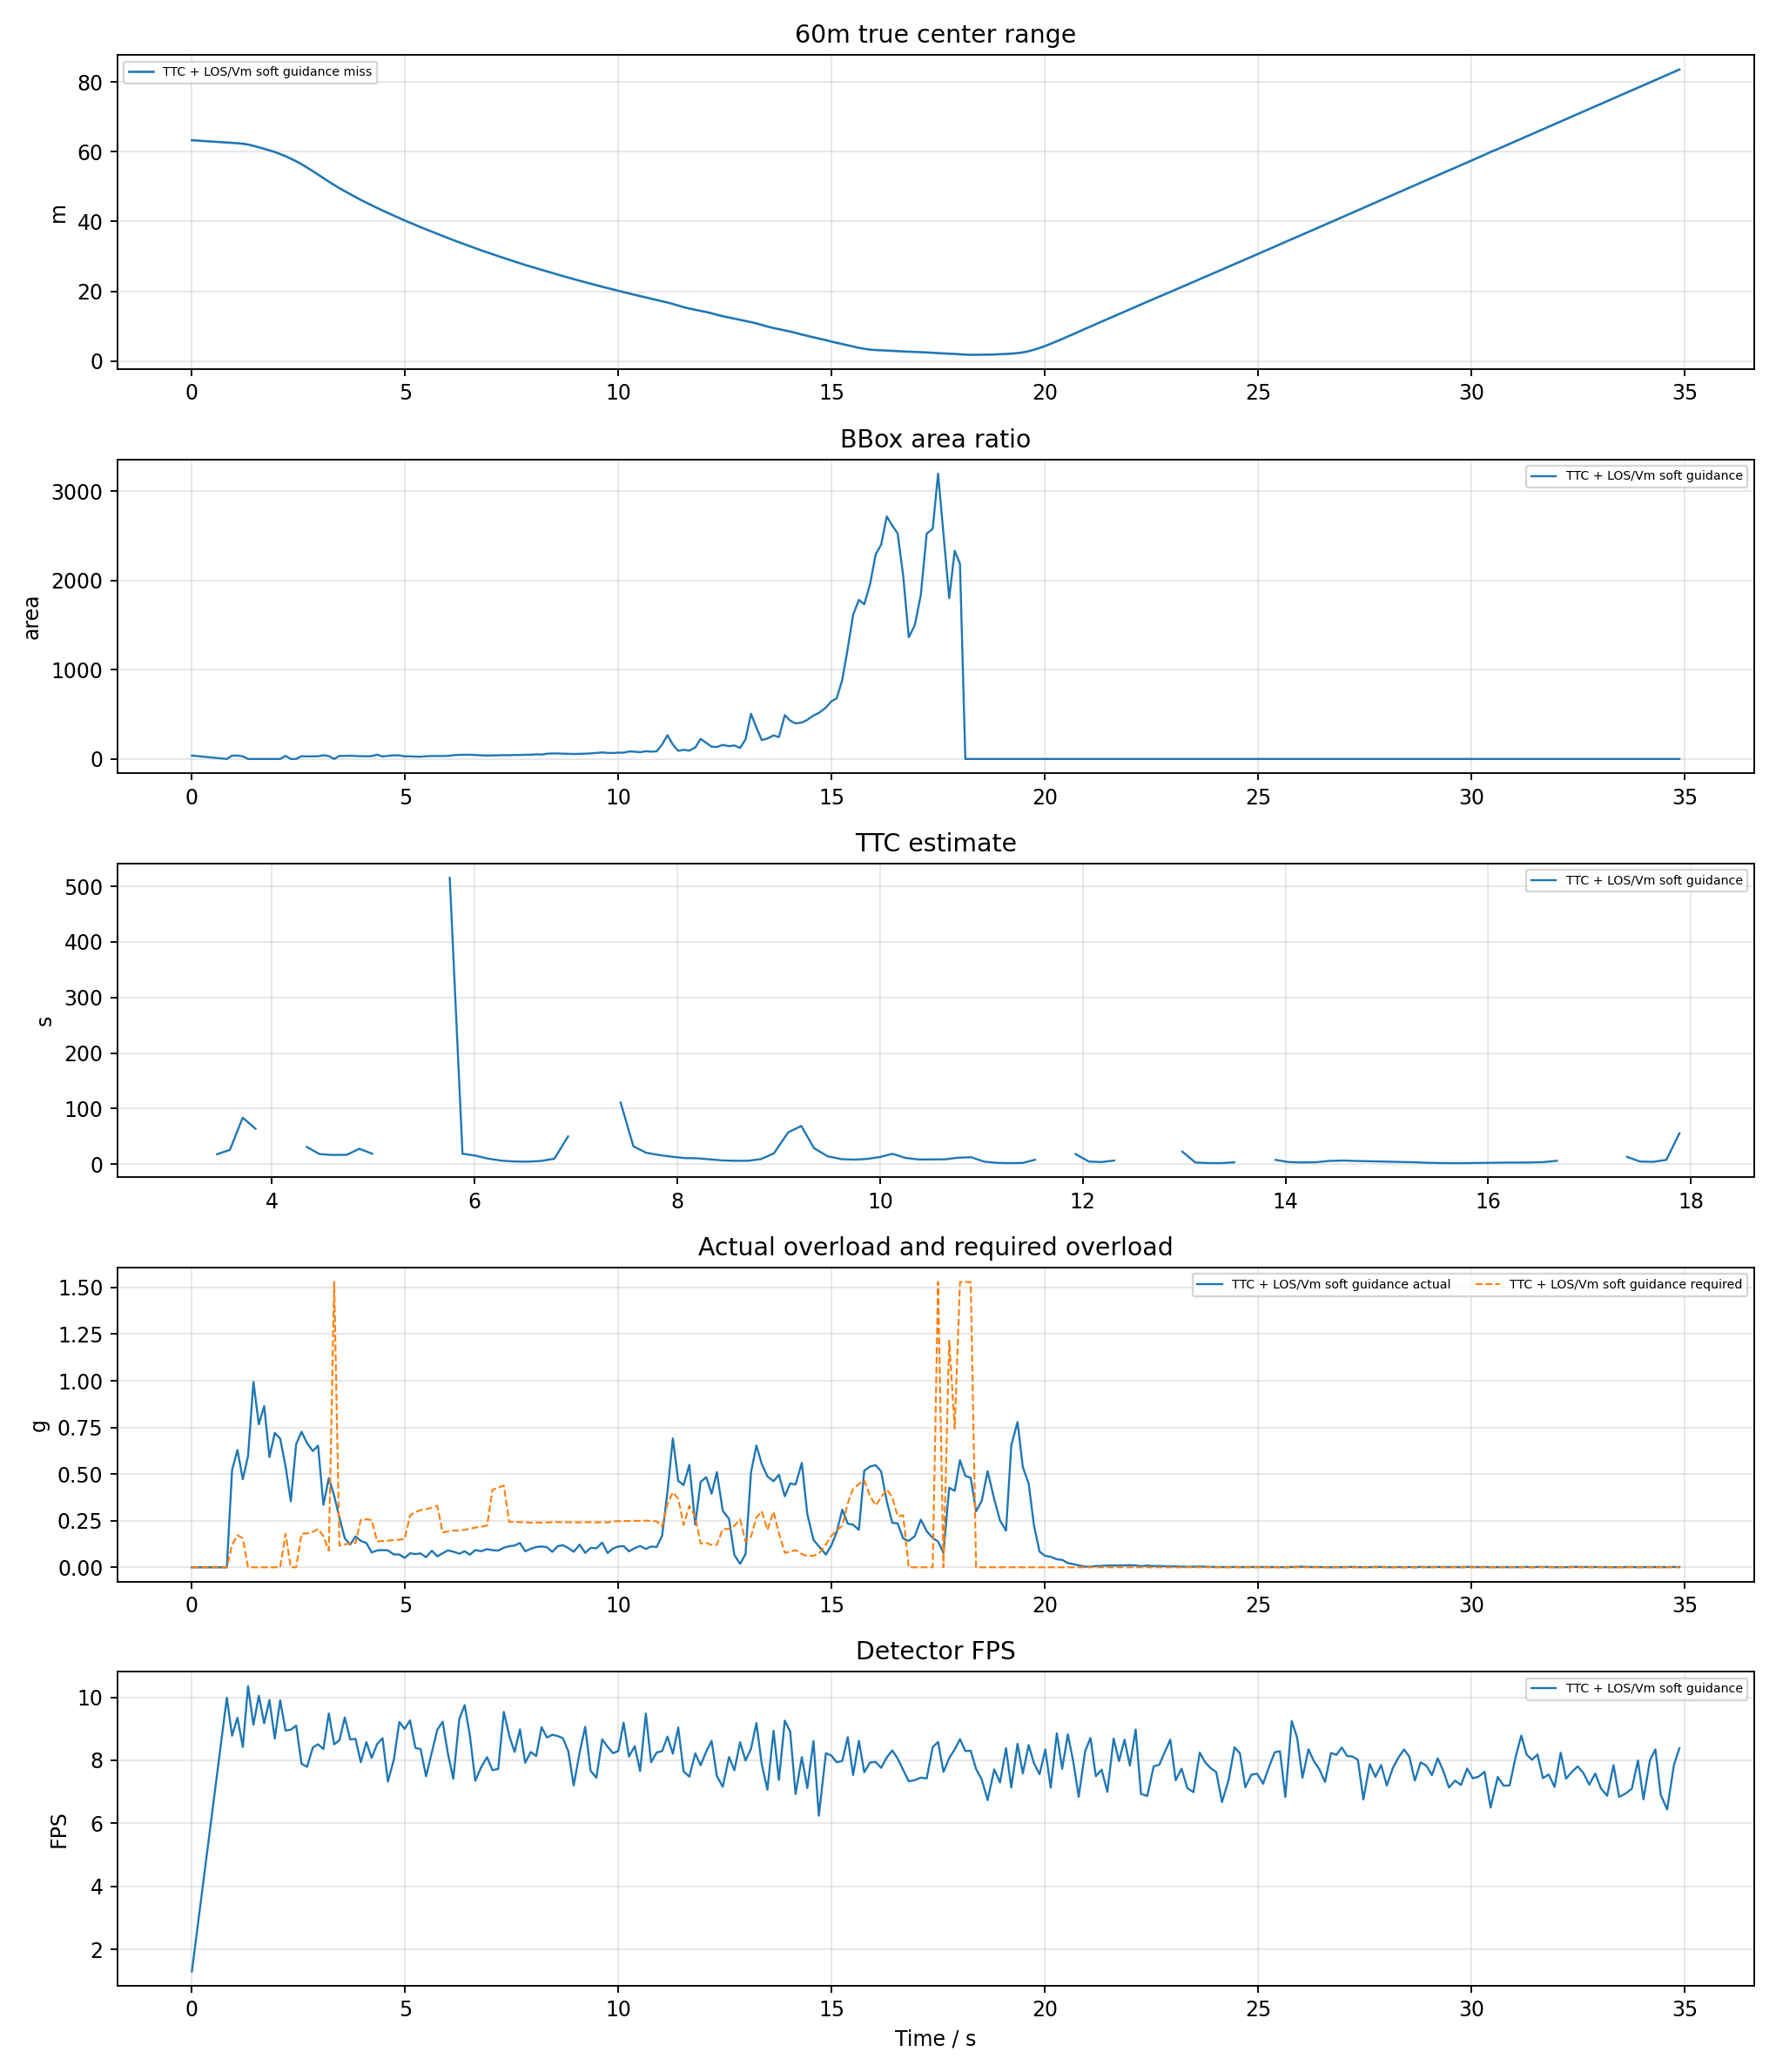 60m true center range
TTC + LOS/Vm soft guidance miss
m
80
60
40
20
0
0 5 10 15 20 25 30 35
BBox area ratio
TTC + LOS/Vm soft guidance
area
3000
2000
1000
0
0 5 10 15 20 25 30 35
TTC estimate
TTC + LOS/Vm soft guidance
s
500
400
300
200
100
0
4 6 8 10 12 14 16 18
Actual overload and required overload
TTC + LOS/Vm soft guidance actual TTC + LOS/Vm soft guidance required
g
1.50
1.25
1.00
0.75
0.50
0.25
0.00
0 5 10 15 20 25 30 35
Detector FPS
TTC + LOS/Vm soft guidance
FPS
10
8
6
4
2
0 5 10 15 20 25 30 35
Time / s